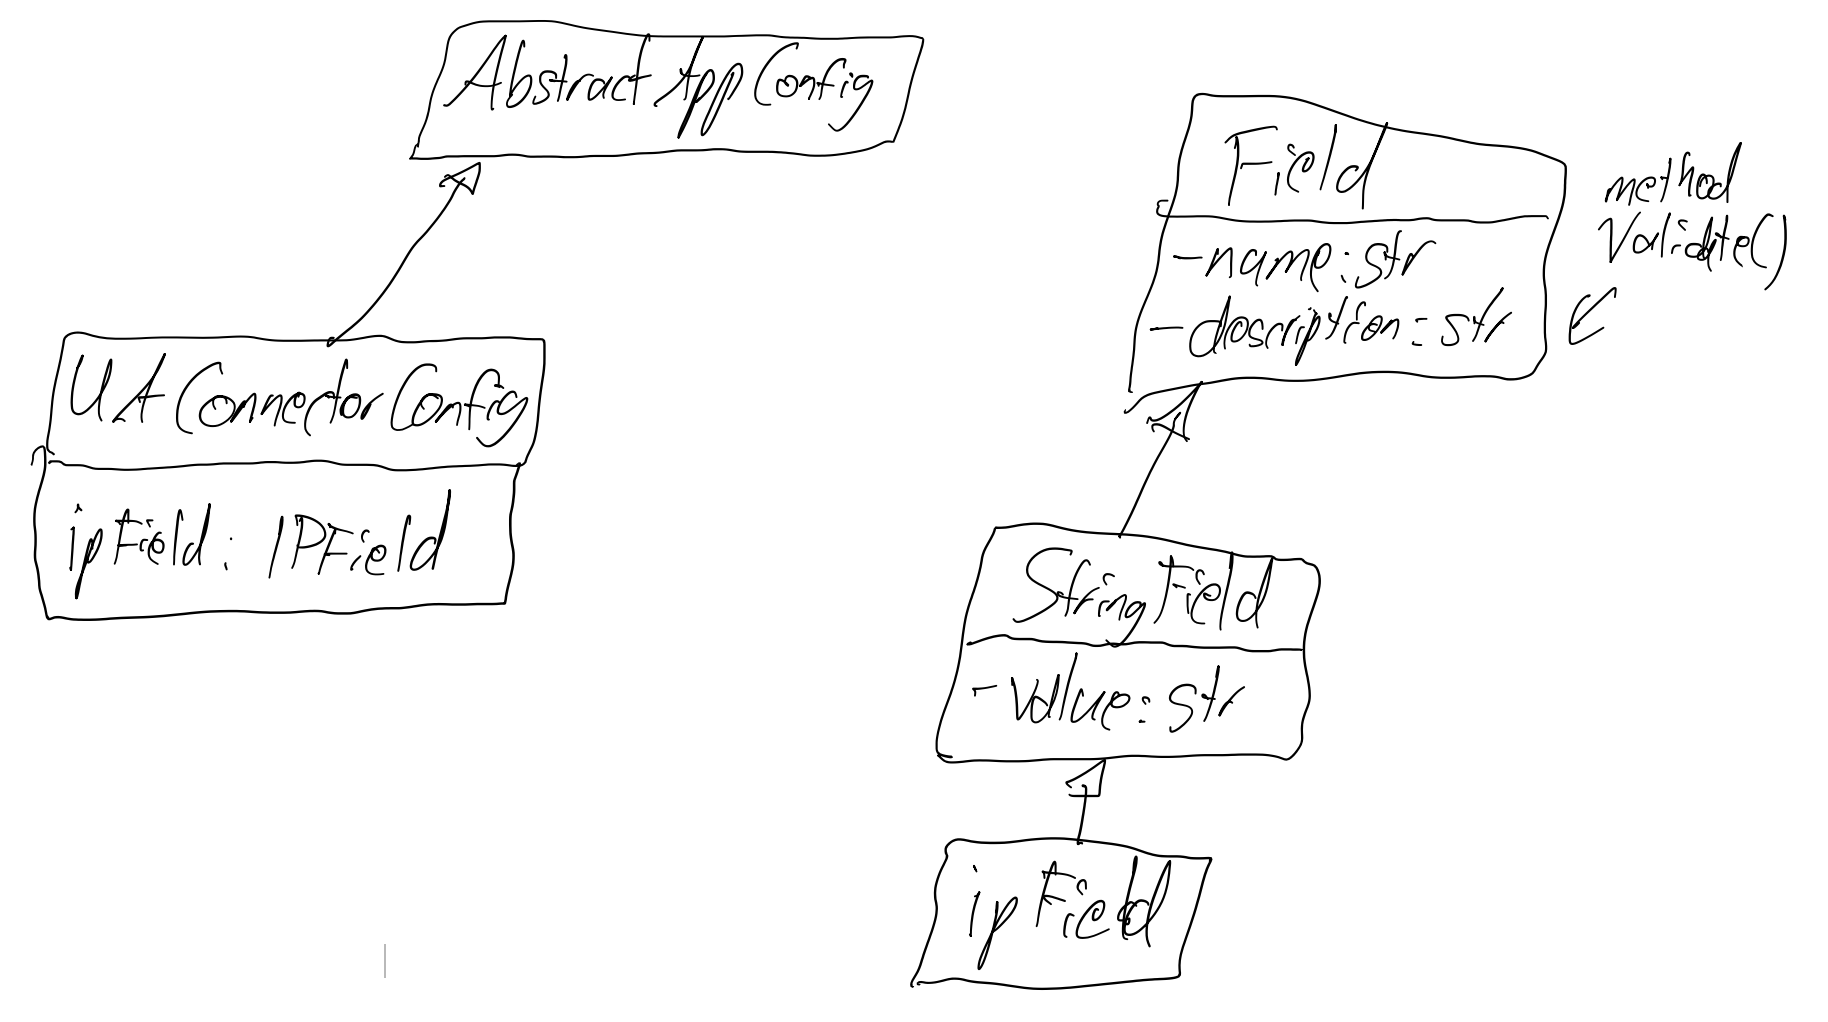 AbstractAppConfig
UAConnectorConfig
ipField: IPField
Field
-name:str
-description:str
method
Validate()
StringField
-value:str
ipField